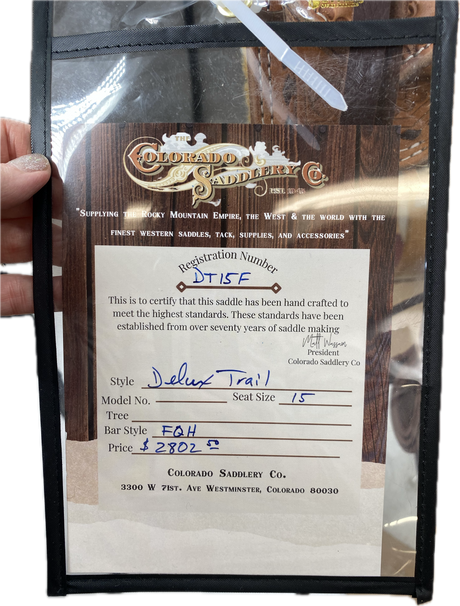 THE
COLORADO
SADDLERY CO.
"SUPPLYING THE ROCKY MOUNTAIN EMPIRE, THE WEST & THE WORLD WITH THE
FINEST WESTERN SADDLES, TACK, SUPPLIES, AND ACCESSORIES"
Registration Number
DT15F
This is to certify that this saddle has been hand crafted to
meet the highest standards. These standards have been
established from over seventy years of saddle making
President
Colorado Saddlery Co
Style Delux Trail
Model No. Seat Size 15
Tree
Bar Style FQH
Price $2802 50
COLORADO SADDLERY CO.
3300 W 71ST. AVE WESTMINSTER, COLORADO 80030